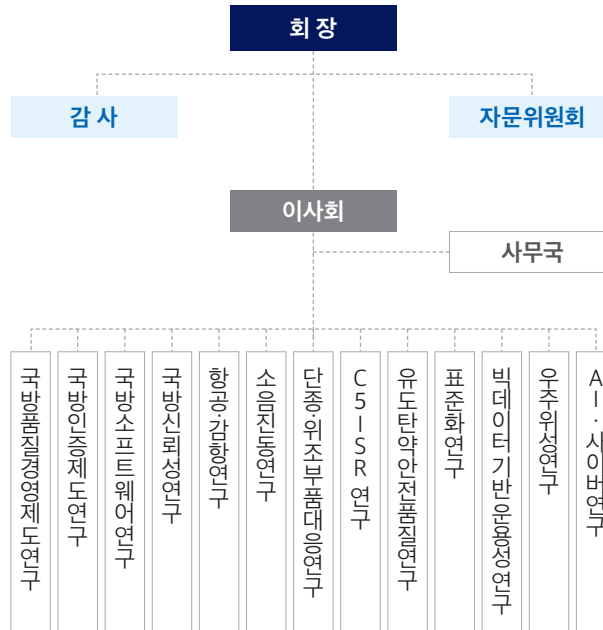 회 장
감 사
자문위원회
이사회
사무국
국방품질경영제도연구
국방인증제도연구
국방소프트웨어연구
국방신뢰성연구
항공·감항연구
소음진동연구
단종·위조부품대응연구
C5ISR 연구
유도탄약안전품질연구
표준화연구
빅데이터 기반 운용성 연구
우주위성연구
AI·사이버연구